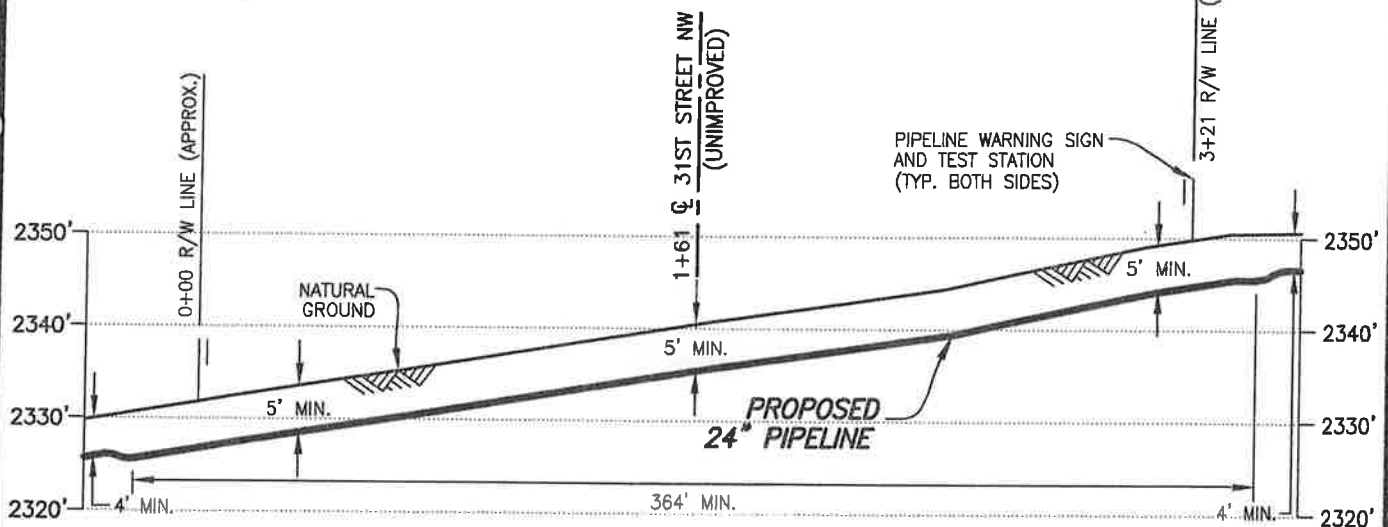 0+00 R/W LINE (APPROX.)
1+61 ℄ 31ST STREET NW
(UNIMPROVED)
3+21 R/W LINE (
PIPELINE WARNING SIGN
AND TEST STATION
(TYP. BOTH SIDES)
2350'
2350'
NATURAL
GROUND
5' MIN.
2340'
2340'
5' MIN.
5' MIN.
2330'
2330'
PROPOSED
24" PIPELINE
2320'
4' MIN.
364' MIN.
4' MIN.
2320'